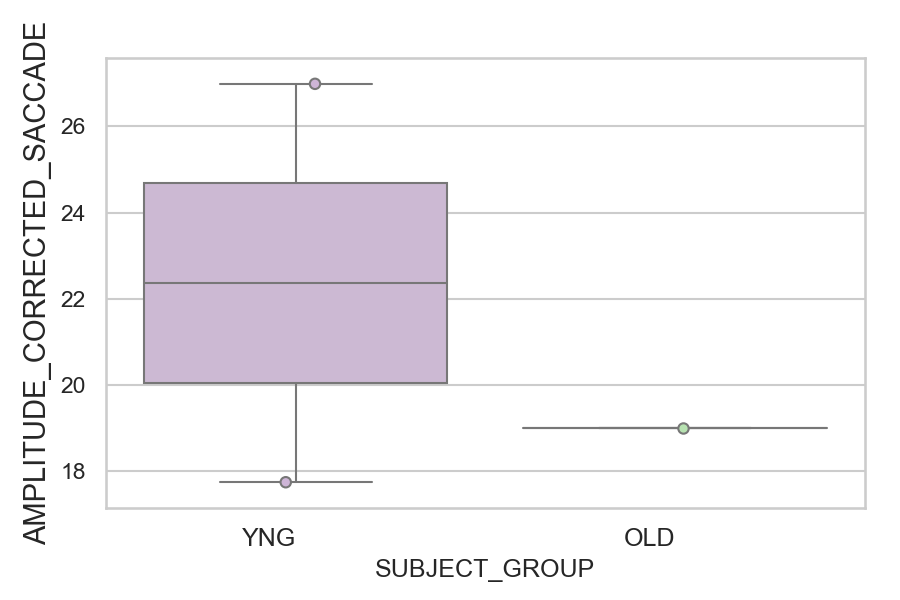 AMPLITUDE_CORRECTED_SACCADE
26
24
22
20
18
YNG OLD
SUBJECT_GROUP